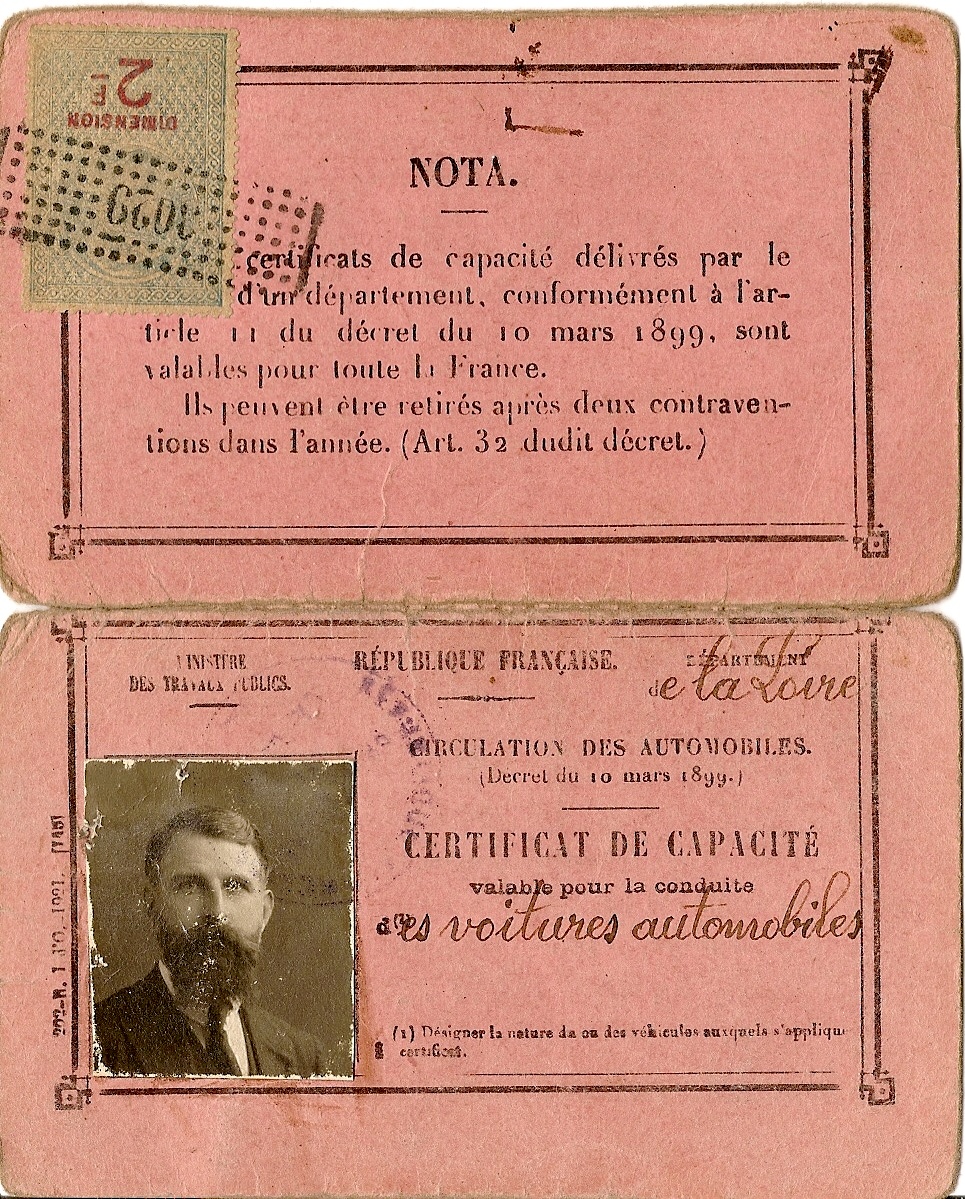 2F
DIMENSION
NOTA.
certificats de capacité délivrés par le
d'un département, conformément à l'ar-
ticle 11 du décret du 10 mars 1899, sont
valables pour toute la France.
Ils peuvent être retirés après deux contraven-
tions dans l'année. (Art. 32 dudit décret.)
MINISTÈRE
DES TRAVAUX PUBLICS.
RÉPUBLIQUE FRANÇAISE.
DÉPARTEMENT
de la Loire
CIRCULATION DES AUTOMOBILES.
(Decret du 10 mars 1899.)
CERTIFICAT DE CAPACITÉ
valable pour la conduite
des voitures automobiles
(1) Désigner la nature du ou des véhicules auxquels s'applique
certificat.